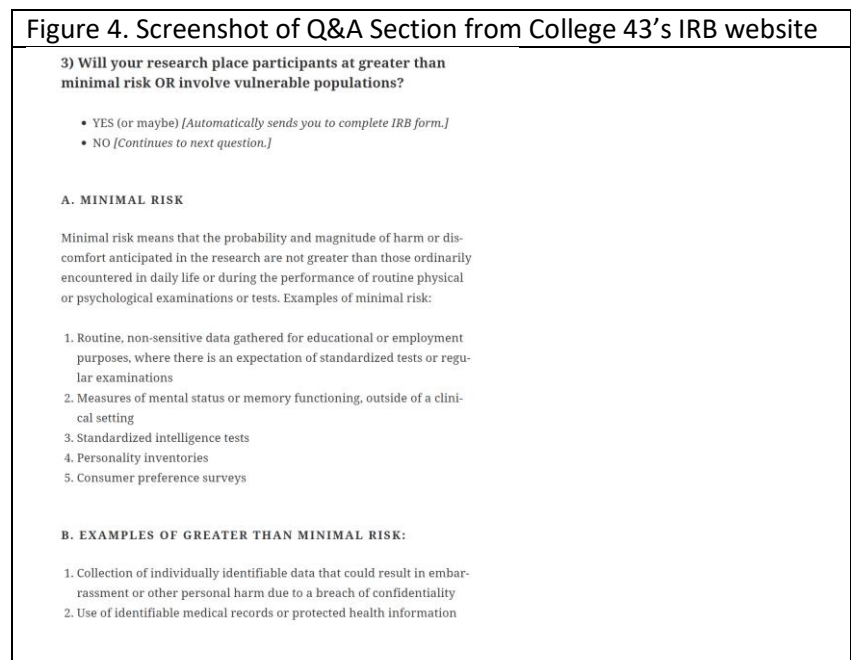 Figure 4. Screenshot of Q&A Section from College 43’s IRB website
3) Will your research place participants at greater than
minimal risk OR involve vulnerable populations?
• YES (or maybe) [Automatically sends you to complete IRB form.]
• NO [Continues to next question.]
A. MINIMAL RISK
Minimal risk means that the probability and magnitude of harm or dis-
comfort anticipated in the research are not greater than those ordinarily
encountered in daily life or during the performance of routine physical
or psychological examinations or tests. Examples of minimal risk:
1. Routine, non-sensitive data gathered for educational or employment
purposes, where there is an expectation of standardized tests or regu-
lar examinations
2. Measures of mental status or memory functioning, outside of a clini-
cal setting
3. Standardized intelligence tests
4. Personality inventories
5. Consumer preference surveys
B. EXAMPLES OF GREATER THAN MINIMAL RISK:
1. Collection of individually identifiable data that could result in embar-
rassment or other personal harm due to a breach of confidentiality
2. Use of identifiable medical records or protected health information